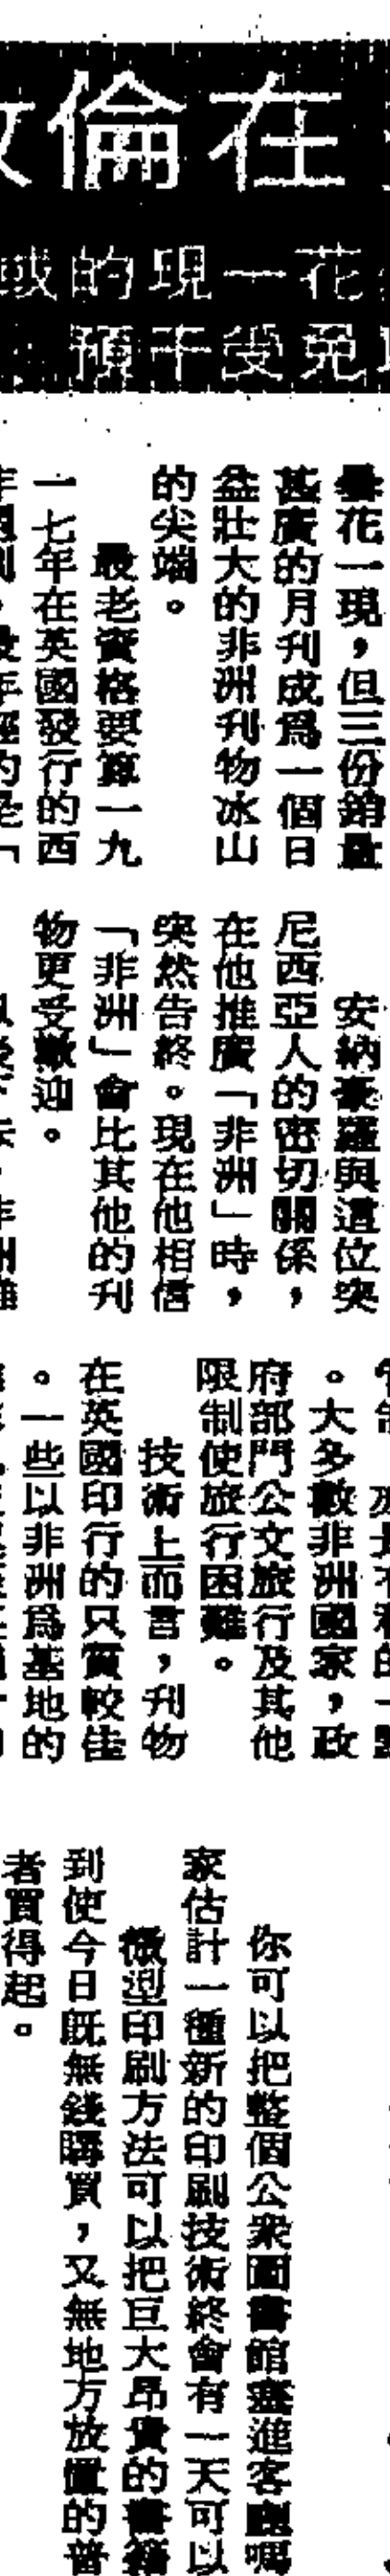 在倫敦
花一現的或
免受干預
曇花一現，但三份銷量
甚廣的月刊成爲一個日
益壯大的非洲刊物冰山
的尖端。
最老資格要算一九
一七年在英國發行的西
安納豪羅與這位突
尼西亞人的密切關係，
在他推廣「非洲」時，
突然告終。現在他相信
「非洲」會比其他的刊
物更受歡迎。
。大多數非洲國家，政
府部門公文旅行及其他
限制使旅行困難。
技術上而言，刊物
在英國印行的只質較佳
。一些以非洲爲基地的
你可以把整個公衆圖書館塞進客廳嗎
家估計一種新的印刷技術終會有一天可以
微型印刷方法可以把巨大昂貴的書籍
到使今日旣無錢購買，又無地方放置的普
者買得起。